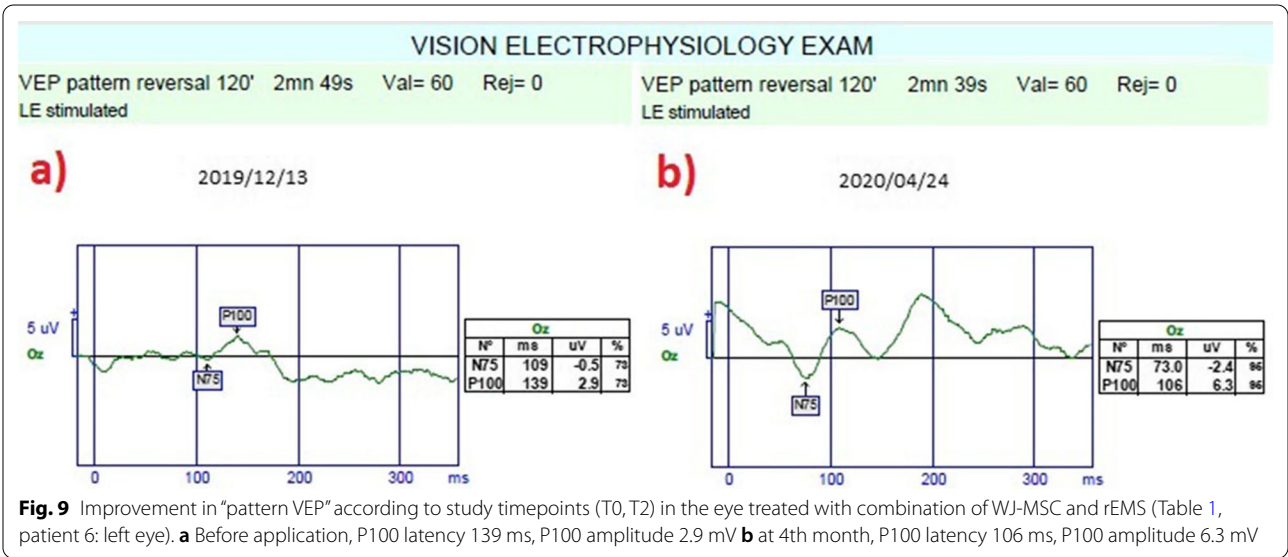 VISION ELECTROPHYSIOLOGY EXAM
VEP pattern reversal 120' 2mn 49s Val= 60 Rej= 0
LE stimulated
VEP pattern reversal 120' 2mn 39s Val= 60 Rej= 0
LE stimulated
a)
2019/12/13
b)
2020/04/24
+
5 uV
Oz
P100
N75
0 100 200 300 ms
Oz
N° ms uV %
N75 109 -0.5 73
P100 139 2.9 73
+
5 uV
Oz
P100
N75
0 100 200 300 ms
Oz
N° ms uV %
N75 73.0 -2.4 86
P100 106 6.3 86
Fig. 9 Improvement in “pattern VEP” according to study timepoints (T0, T2) in the eye treated with combination of WJ-MSC and rEMS (Table 1,
patient 6: left eye). a Before application, P100 latency 139 ms, P100 amplitude 2.9 mV b at 4th month, P100 latency 106 ms, P100 amplitude 6.3 mV